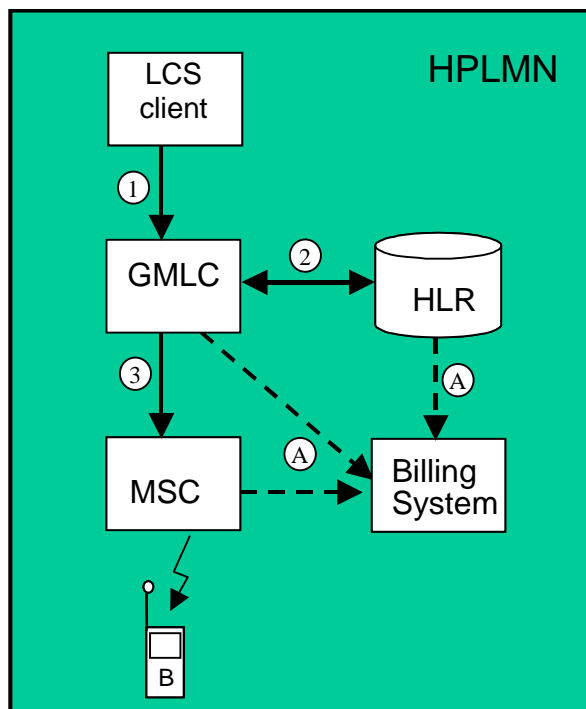 LCS
client
HPLMN
1
GMLC
2
HLR
3
A
A
MSC
Billing
System
B